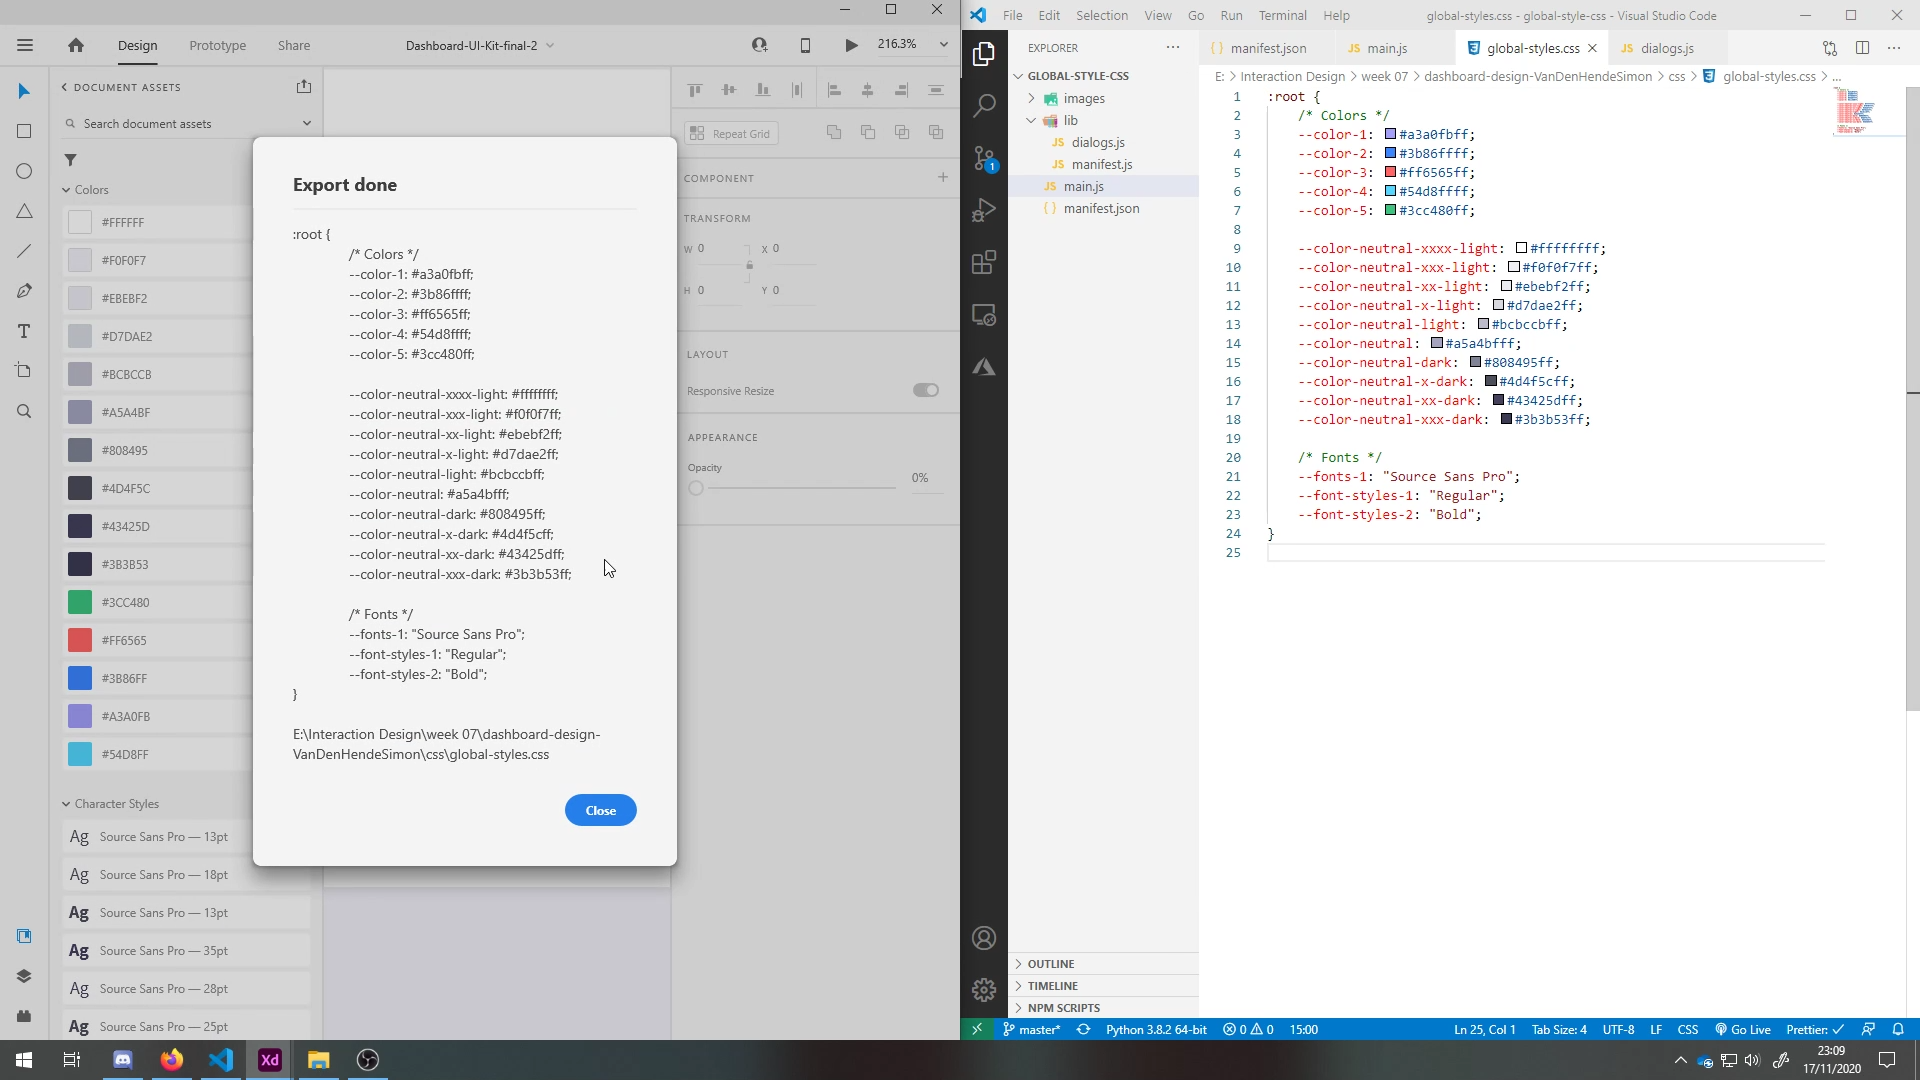 Design
Prototype
Share
Dashboard-UI-Kit-final-2
216.3%
DOCUMENT ASSETS
Search document assets
Colors
#FFFFFF
#F0F0F7
#EBEBF2
#D7DAE2
#BCBCCB
#A5A4BF
#808495
#4D4F5C
#43425D
#3B3B53
#3CC480
#FF6565
#3B86FF
#A3A0FB
#54D8FF
Character Styles
Ag Source Sans Pro — 13pt
Ag Source Sans Pro — 18pt
Ag Source Sans Pro — 13pt
Ag Source Sans Pro — 35pt
Ag Source Sans Pro — 28pt
Ag Source Sans Pro — 25pt
Export done
:root {
/* Colors */
--color-1: #a3a0fbff;
--color-2: #3b86ffff;
--color-3: #ff6565ff;
--color-4: #54d8ffff;
--color-5: #3cc480ff;
--color-neutral-xxxx-light: #ffffffff;
--color-neutral-xxx-light: #f0f0f7ff;
--color-neutral-xx-light: #ebebf2ff;
--color-neutral-x-light: #d7dae2ff;
--color-neutral-light: #bcbccbff;
--color-neutral: #a5a4bfff;
--color-neutral-dark: #808495ff;
--color-neutral-x-dark: #4d4f5cff;
--color-neutral-xx-dark: #43425dff;
--color-neutral-xxx-dark: #3b3b53ff;
/* Fonts */
--fonts-1: "Source Sans Pro";
--font-styles-1: "Regular";
--font-styles-2: "Bold";
}
E:\Interaction Design\week 07\dashboard-design-
VanDenHendeSimon\css\global-styles.css
Close
Repeat Grid
COMPONENT
TRANSFORM
W 0 X 0
H 0 Y 0
LAYOUT
Responsive Resize
APPEARANCE
Opacity
0%
File Edit Selection View Go Run Terminal Help
global-styles.css - global-style-css - Visual Studio Code
EXPLORER
GLOBAL-STYLE-CSS
images
lib
JS dialogs.js
JS manifest.js
JS main.js
{ } manifest.json
1
OUTLINE
TIMELINE
NPM SCRIPTS
{ } manifest.json
JS main.js
global-styles.css
JS dialogs.js
E: > Interaction Design > week 07 > dashboard-design-VanDenHendeSimon > css > global-styles.css > ...
1 :root {
2 /* Colors */
3 --color-1: #a3a0fbff;
4 --color-2: #3b86ffff;
5 --color-3: #ff6565ff;
6 --color-4: #54d8ffff;
7 --color-5: #3cc480ff;
8
9 --color-neutral-xxxx-light: #ffffffff;
10 --color-neutral-xxx-light: #f0f0f7ff;
11 --color-neutral-xx-light: #ebebf2ff;
12 --color-neutral-x-light: #d7dae2ff;
13 --color-neutral-light: #bcbccbff;
14 --color-neutral: #a5a4bfff;
15 --color-neutral-dark: #808495ff;
16 --color-neutral-x-dark: #4d4f5cff;
17 --color-neutral-xx-dark: #43425dff;
18 --color-neutral-xxx-dark: #3b3b53ff;
19
20 /* Fonts */
21 --fonts-1: "Source Sans Pro";
22 --font-styles-1: "Regular";
23 --font-styles-2: "Bold";
24 }
25
master* Python 3.8.2 64-bit 0 0 15:00 Ln 25, Col 1 Tab Size: 4 UTF-8 LF CSS Go Live Prettier: ✓
Xd
23:09
17/11/2020